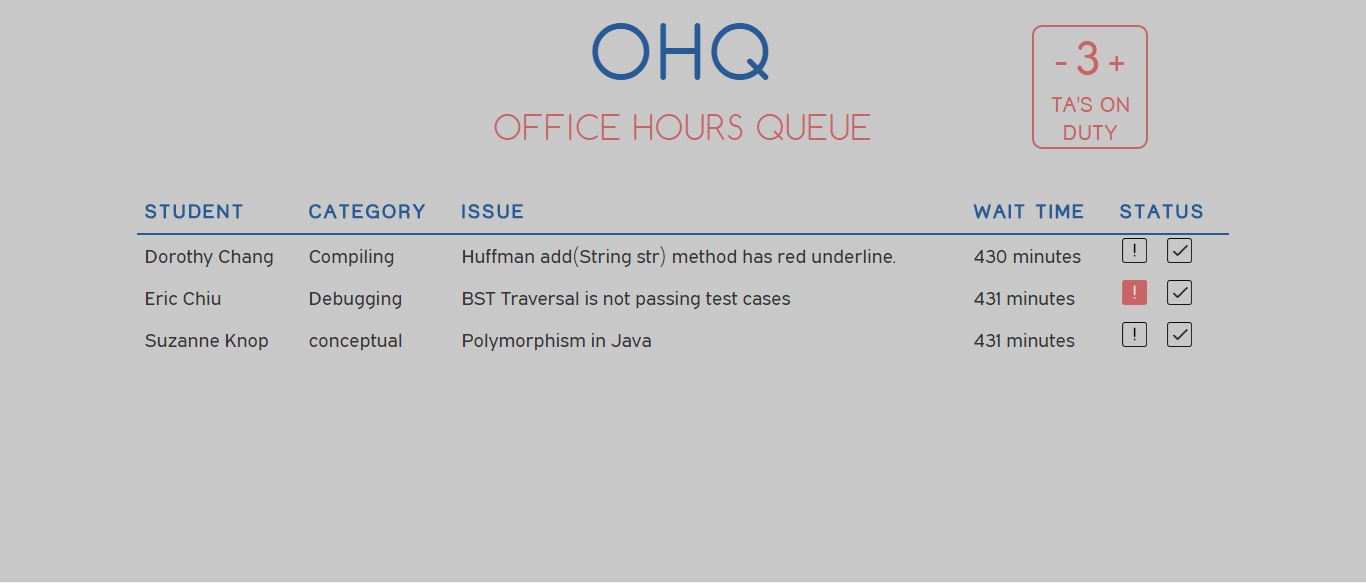 OHQ
OFFICE HOURS QUEUE
- 3 +
TA'S ON
DUTY
STUDENT CATEGORY ISSUE WAIT TIME STATUS
Dorothy Chang Compiling Huffman add(String str) method has red underline. 430 minutes ! ✓
Eric Chiu Debugging BST Traversal is not passing test cases 431 minutes ! ✓
Suzanne Knop conceptual Polymorphism in Java 431 minutes ! ✓